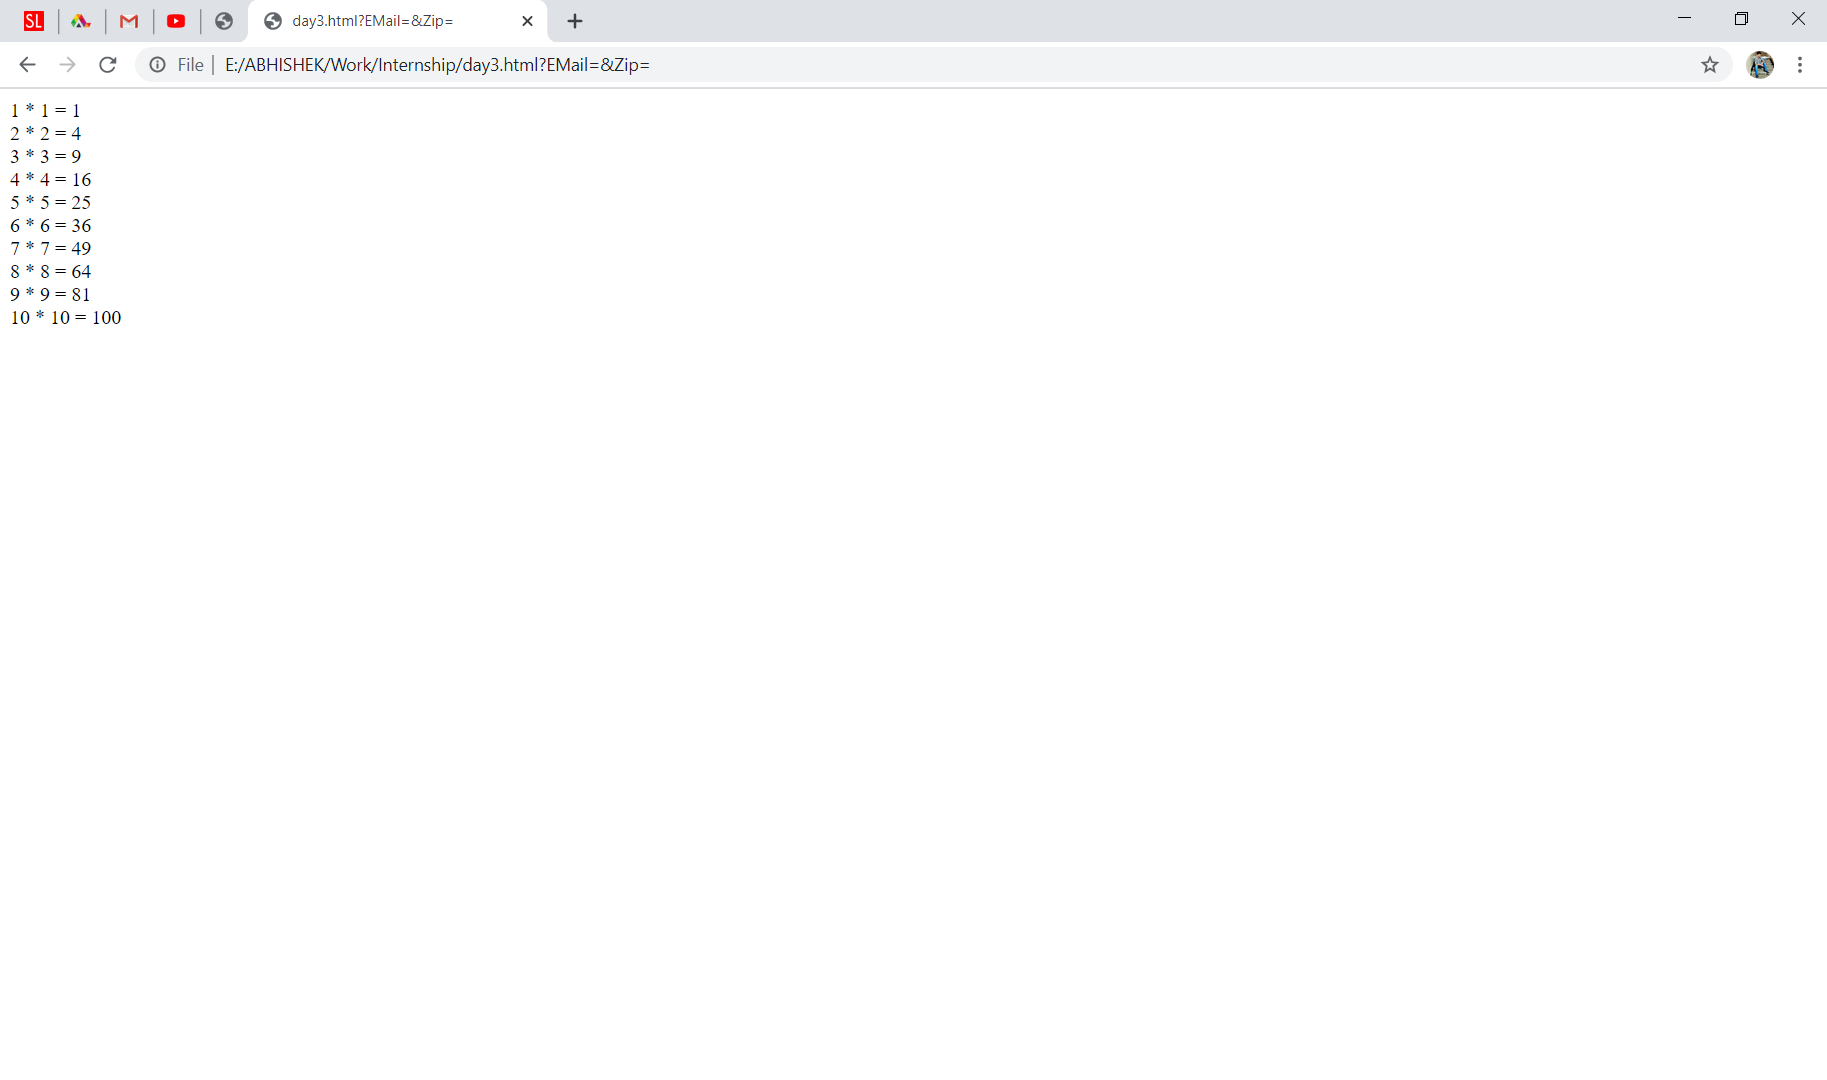 SL
day3.html?EMail=&Zip=
File | E:/ABHISHEK/Work/Internship/day3.html?EMail=&Zip=
1 * 1 = 1
2 * 2 = 4
3 * 3 = 9
4 * 4 = 16
5 * 5 = 25
6 * 6 = 36
7 * 7 = 49
8 * 8 = 64
9 * 9 = 81
10 * 10 = 100